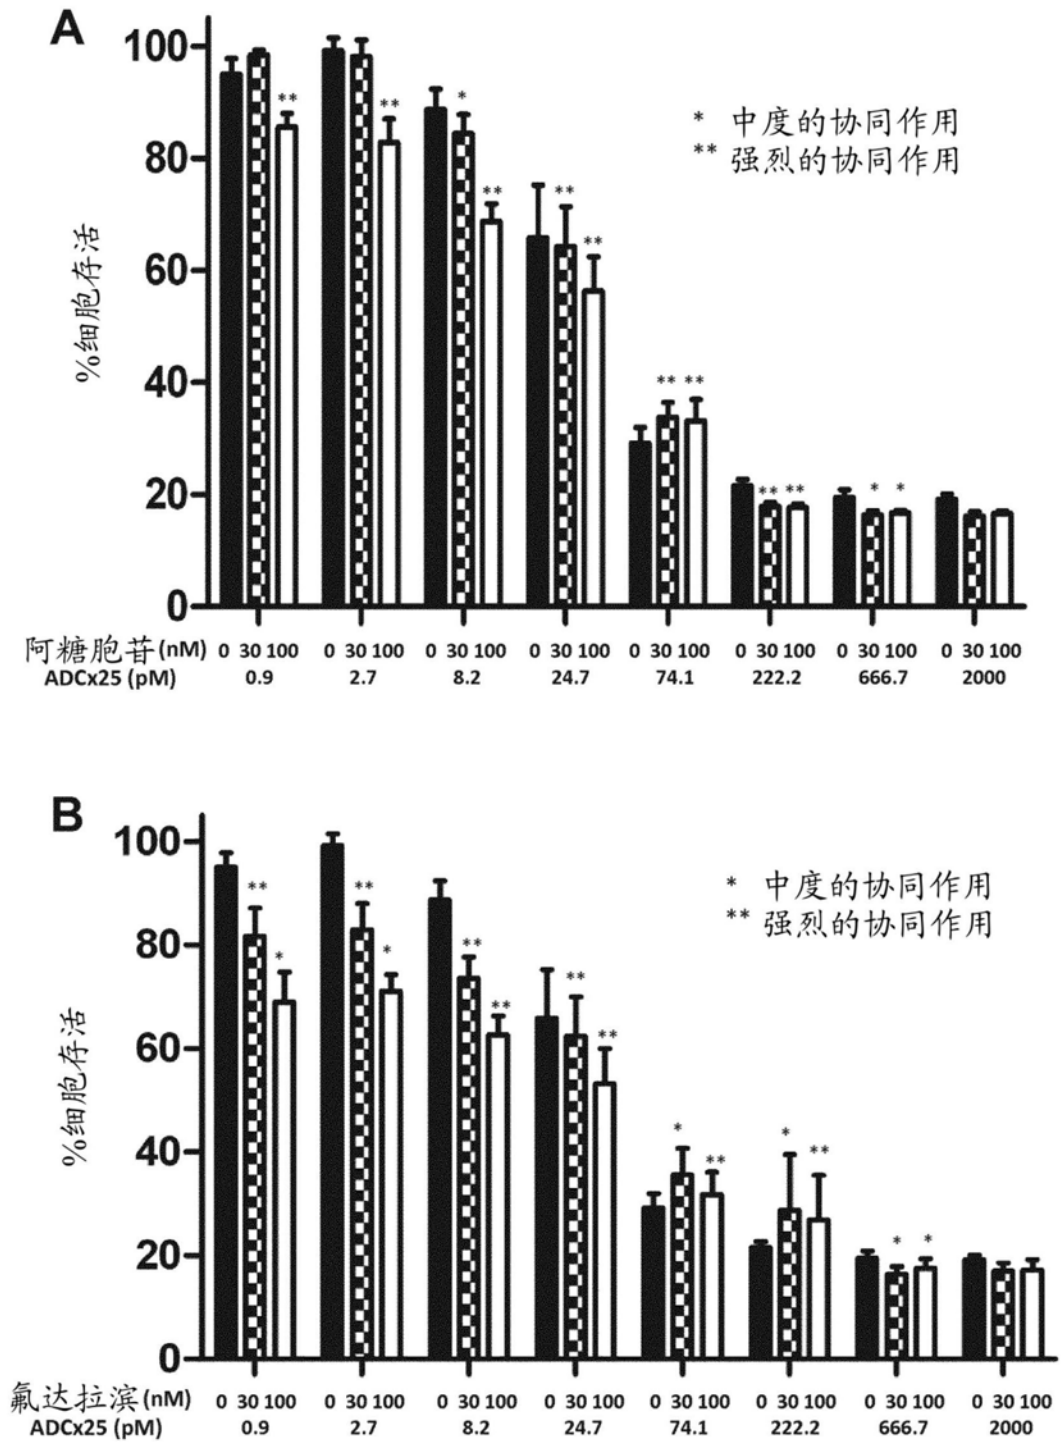 A
100
80
60
40
20
0
%细胞存活
* 中度的协同作用
** 强烈的协同作用
** ** * ** ** ** ** ** ** ** * *
阿糖胞苷(nM) 0 30 100 0 30 100 0 30 100 0 30 100 0 30 100 0 30 100 0 30 100 0 30 100
ADCx25 (pM) 0.9 2.7 8.2 24.7 74.1 222.2 666.7 2000
B
100
80
60
40
20
0
%细胞存活
* 中度的协同作用
** 强烈的协同作用
** * ** * ** ** ** ** * ** * ** * *
氟达拉滨(nM) 0 30 100 0 30 100 0 30 100 0 30 100 0 30 100 0 30 100 0 30 100 0 30 100
ADCx25 (pM) 0.9 2.7 8.2 24.7 74.1 222.2 666.7 2000